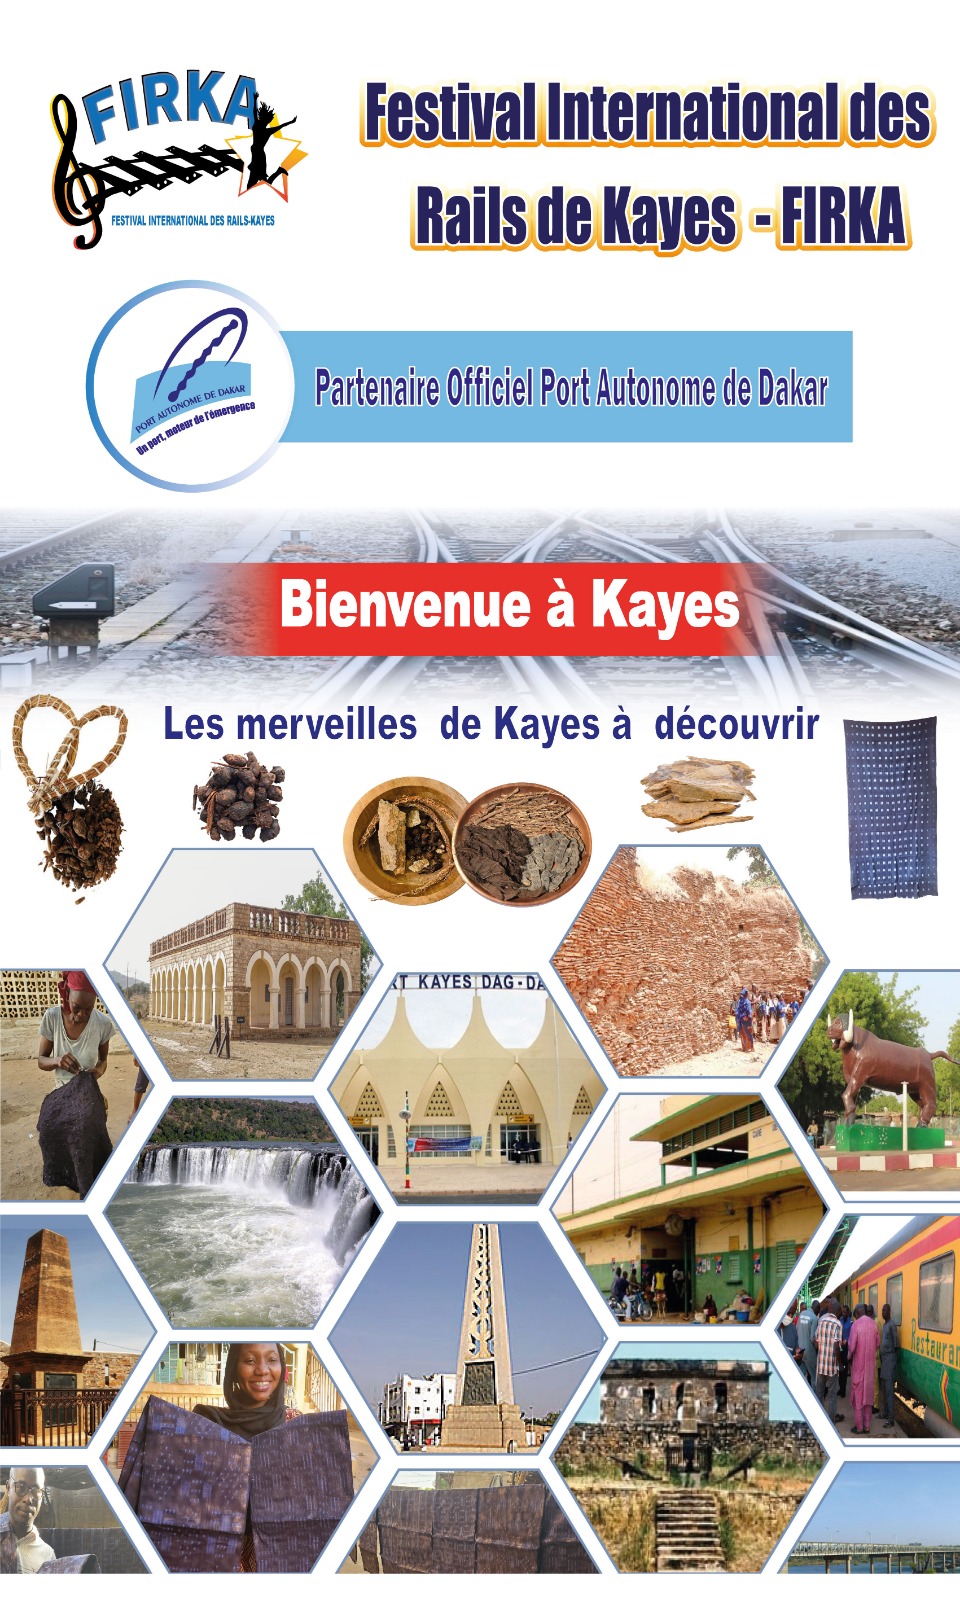 FIRKA
FESTIVAL INTERNATIONAL DES RAILS-KAYES
Festival International des
Rails de Kayes - FIRKA
PORT AUTONOME DE DAKAR
Un port, moteur de l'émergence
Partenaire Officiel Port Autonome de Dakar
Bienvenue à Kayes
Les merveilles de Kayes à découvrir
RT KAYES DAG-DA
Restauran